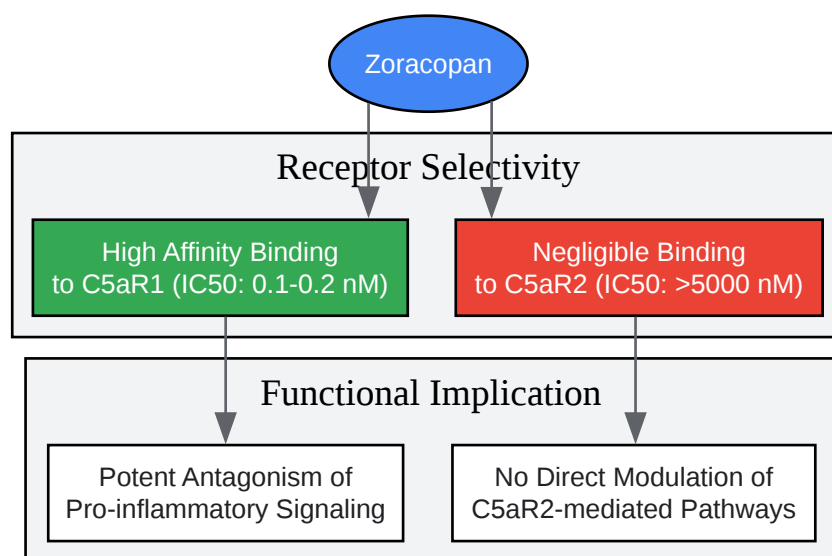 Zoracopan
Receptor Selectivity
High Affinity Binding
to C5aR1 (IC50: 0.1-0.2 nM)
Negligible Binding
to C5aR2 (IC50: >5000 nM)
Functional Implication
Potent Antagonism of
Pro-inflammatory Signaling
No Direct Modulation of
C5aR2-mediated Pathways